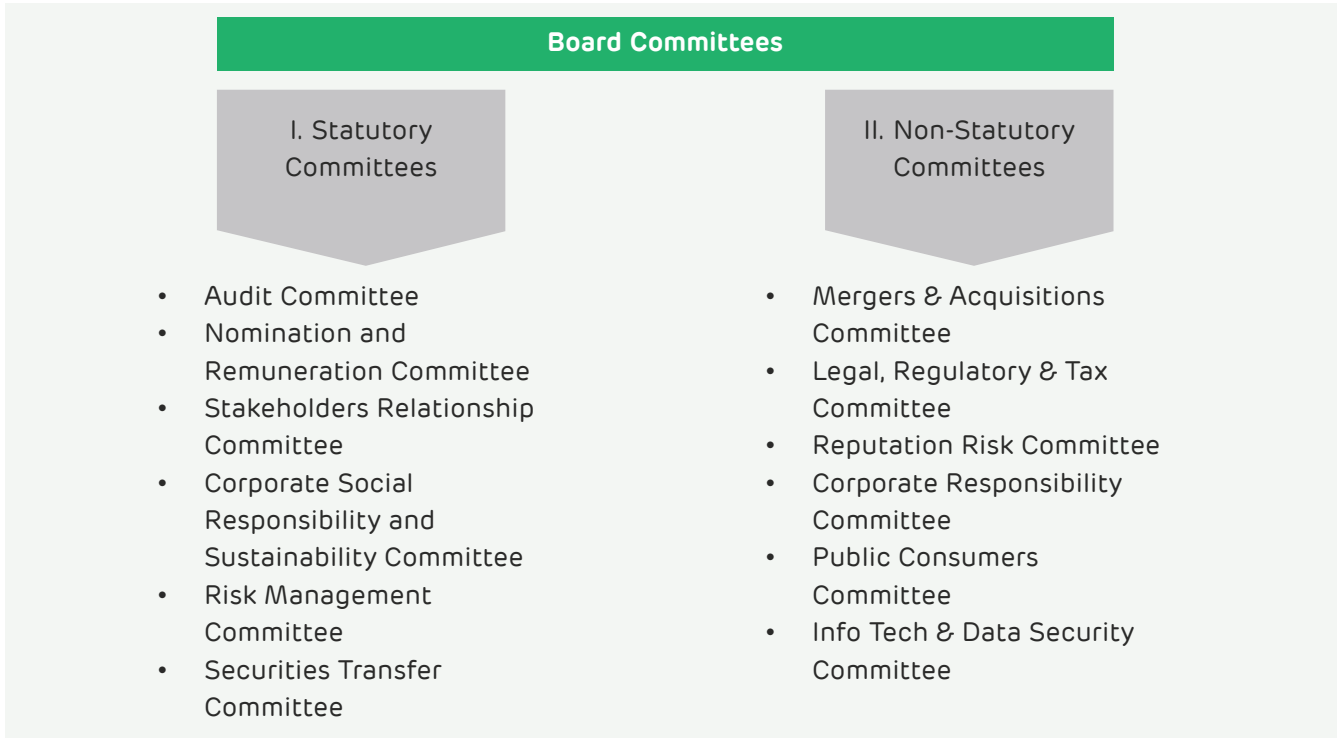 Board Committees
I. Statutory
Committees
• Audit Committee
• Nomination and
Remuneration Committee
• Stakeholders Relationship
Committee
• Corporate Social
Responsibility and
Sustainability Committee
• Risk Management
Committee
• Securities Transfer
Committee
II. Non-Statutory
Committees
• Mergers & Acquisitions
Committee
• Legal, Regulatory & Tax
Committee
• Reputation Risk Committee
• Corporate Responsibility
Committee
• Public Consumers
Committee
• Info Tech & Data Security
Committee